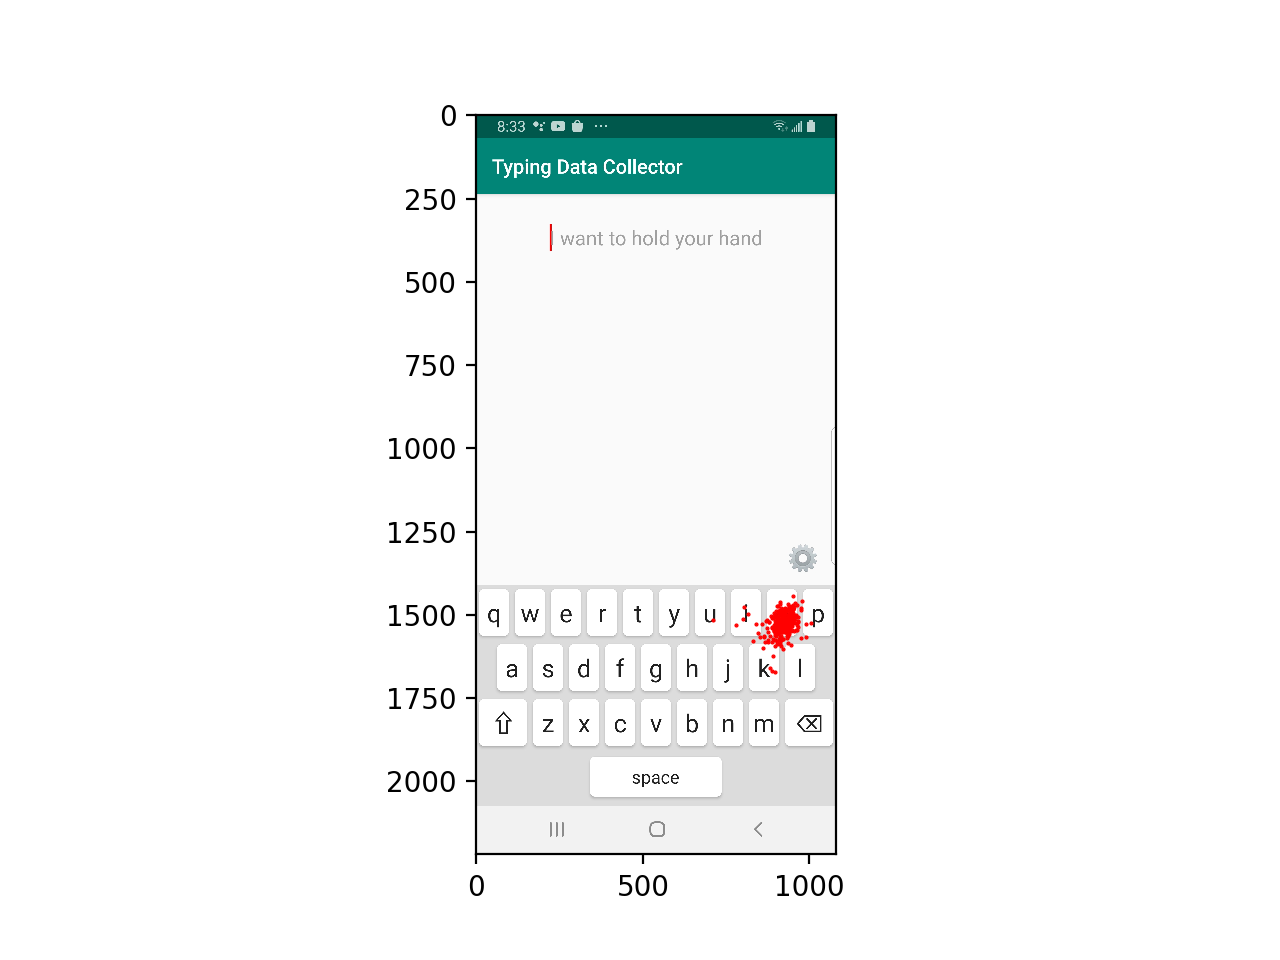 0
8:33
Typing Data Collector
250
want to hold your hand
500
750
1000
1250
q w e r t y u i p
1500
a s d f g h j k l
1750
z x c v b n m
space
2000
0 500 1000